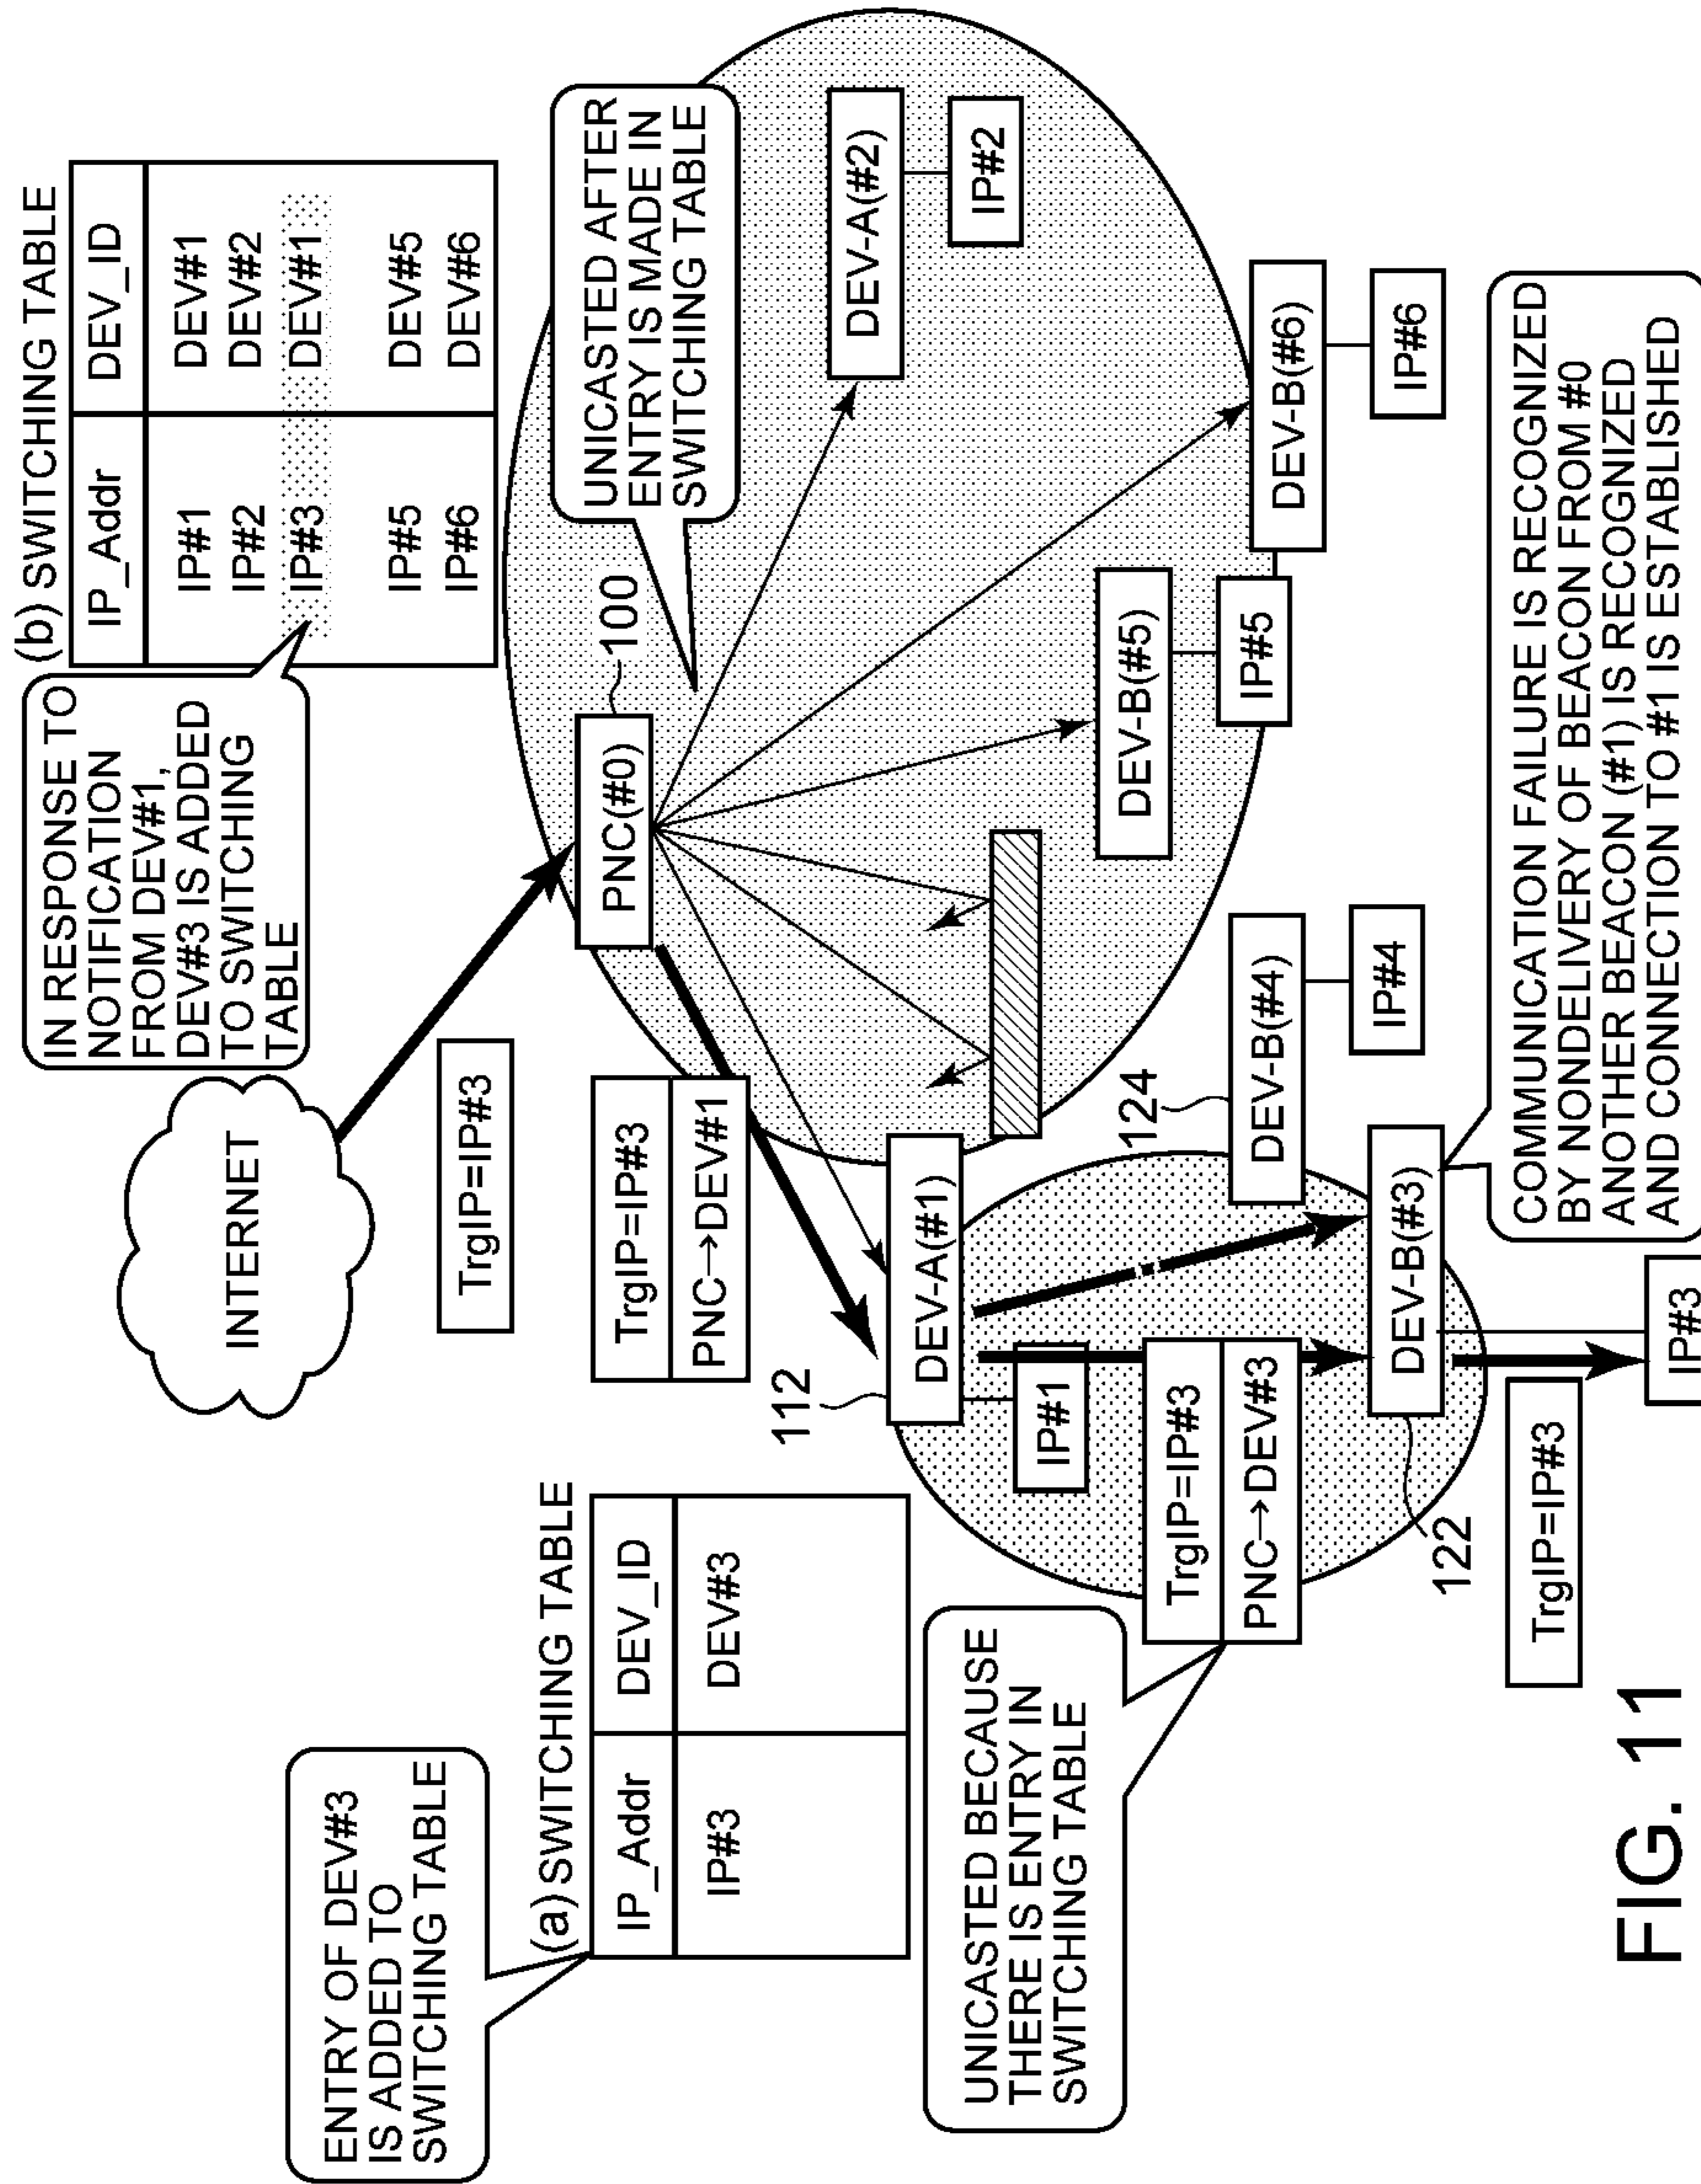 ENTRY OF DEV#3
IS ADDED TO
SWITCHING TABLE
(a) SWITCHING TABLE
IP_Addr DEV_ID
IP#3 DEV#3
UNICASTED BECAUSE
THERE IS ENTRY IN
SWITCHING TABLE
INTERNET
TrgIP=IP#3
IN RESPONSE TO
NOTIFICATION
FROM DEV#1,
DEV#3 IS ADDED
TO SWITCHING
TABLE
(b) SWITCHING TABLE
IP_Addr DEV_ID
IP#1 DEV#1
IP#2 DEV#2
IP#3 DEV#1
IP#5 DEV#5
IP#6 DEV#6
TrgIP=IP#3
PNC→DEV#1
PNC(#0)
100
UNICASTED AFTER
ENTRY IS MADE IN
SWITCHING TABLE
DEV-A(#2)
IP#2
112
DEV-A(#1)
IP#1
TrgIP=IP#3
PNC→DEV#3
124
DEV-B(#4)
IP#4
DEV-B(#5)
IP#5
DEV-B(#6)
IP#6
122
DEV-B(#3)
TrgIP=IP#3
IP#3
COMMUNICATION FAILURE IS RECOGNIZED
BY NONDELIVERY OF BEACON FROM #0
ANOTHER BEACON (#1) IS RECOGNIZED
AND CONNECTION TO #1 IS ESTABLISHED
FIG. 11